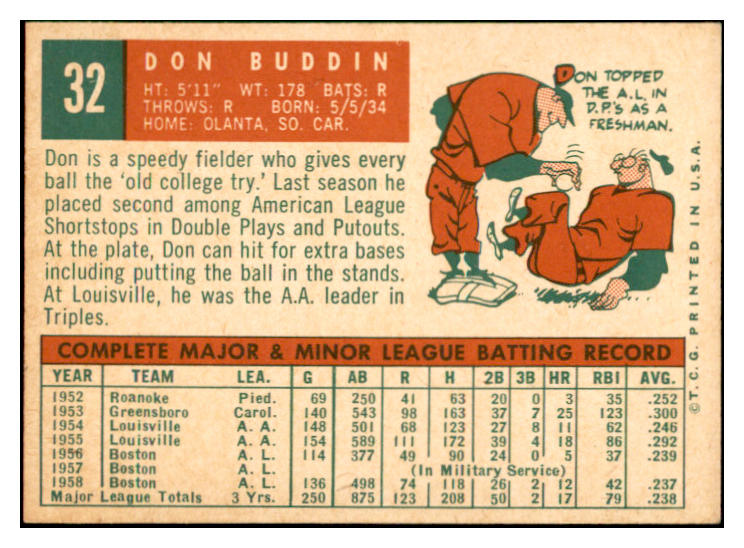 32
DON BUDDIN
HT: 5'11" WT: 178 BATS: R
THROWS: R BORN: 5/5/34
HOME: OLANTA, SO. CAR.
DON TOPPED
THE A.L. IN
D.P.'S AS A
FRESHMAN.
Don is a speedy fielder who gives every
ball the 'old college try.' Last season he
placed second among American League
Shortstops in Double Plays and Putouts.
At the plate, Don can hit for extra bases
including putting the ball in the stands.
At Louisville, he was the A.A. leader in
Triples.
COMPLETE MAJOR & MINOR LEAGUE BATTING RECORD
YEAR TEAM LEA. G AB R H 2B 3B HR RBI AVG.
1952 Roanoke Pied. 69 250 41 63 20 0 3 35 .252
1953 Greensboro Carol. 140 543 98 163 37 7 25 123 .300
1954 Louisville A. A. 148 501 68 123 27 8 11 62 .246
1955 Louisville A. A. 154 589 111 172 39 4 18 86 .292
1956 Boston A. L. 114 377 49 90 24 0 5 37 .239
1957 Boston A. L. (In Military Service)
1958 Boston A. L. 136 498 74 118 26 2 12 42 .237
Major League Totals 3 Yrs. 250 875 123 208 50 2 17 79 .238
©T.C.G. PRINTED IN U.S.A.